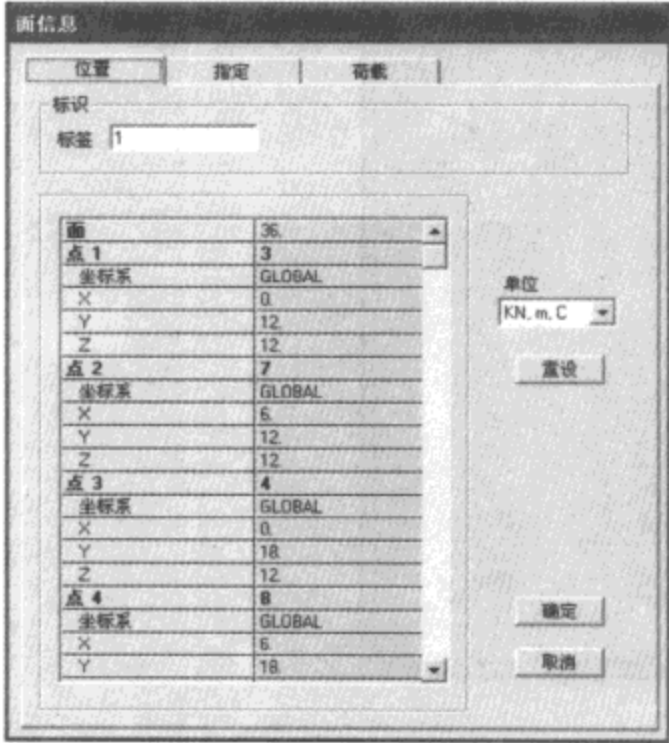 面信息
位置 指定 荷载
标识
标签 1
面 36.
点 1 3
坐标系 GLOBAL
X 0.
Y 12.
Z 12.
点 2 7
坐标系 GLOBAL
X 6.
Y 12.
Z 12.
点 3 4
坐标系 GLOBAL
X 0.
Y 18.
Z 12.
点 4 8
坐标系 GLOBAL
X 6.
Y 18.
单位
KN, m, C
重设
确定
取消